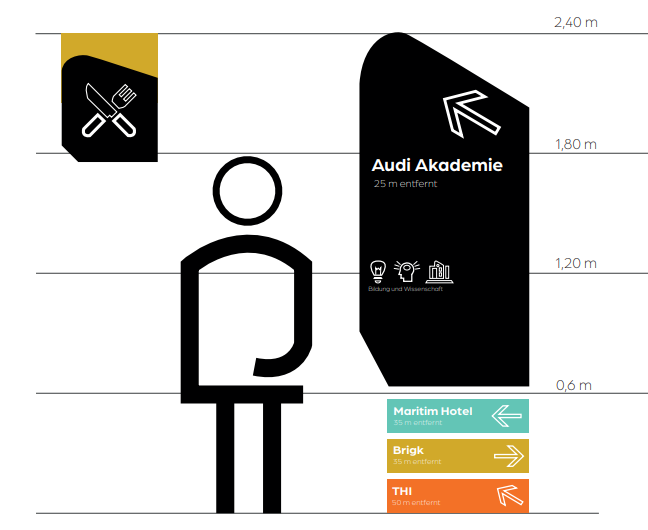 2,40 m
1,80 m
Audi Akademie
25 m entfernt
1,20 m
Bildung und Wissenschaft
0,6 m
Maritim Hotel
35 m entfernt
Brigk
35 m entfernt
THI
50 m entfernt